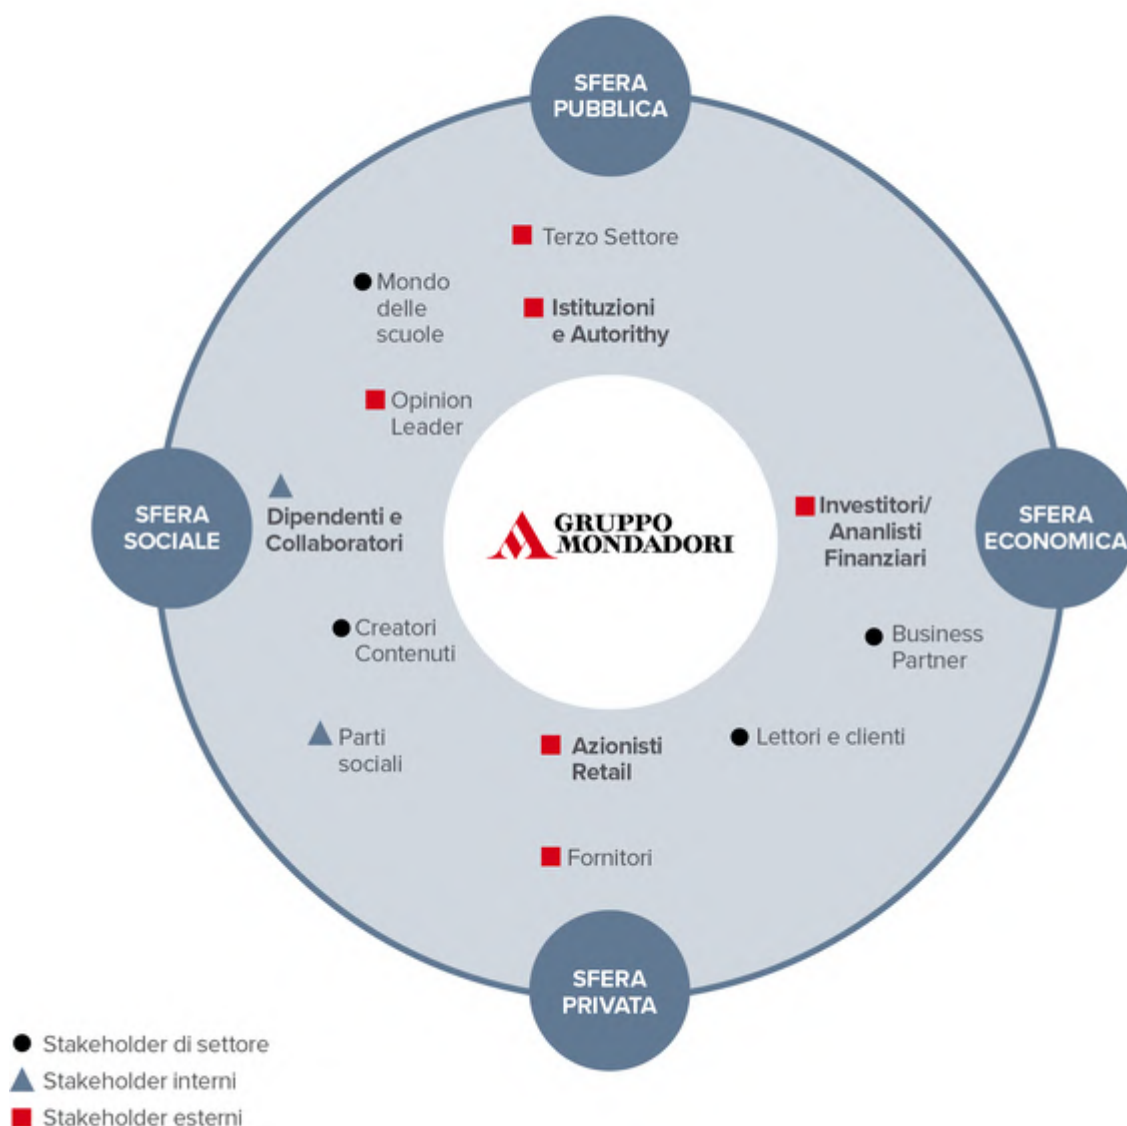 SFERA
PUBBLICA
Terzo Settore
Mondo
delle
scuole
Istituzioni
e Autorithy
Opinion
Leader
SFERA
SOCIALE
Dipendenti e
Collaboratori
GRUPPO
MONDADORI
Investitori/
Ananlisti
Finanziari
SFERA
ECONOMICA
Creatori
Contenuti
Business
Partner
Parti
sociali
Azionisti
Retail
Lettori e clienti
Fornitori
SFERA
PRIVATA
Stakeholder di settore
Stakeholder interni
Stakeholder esterni